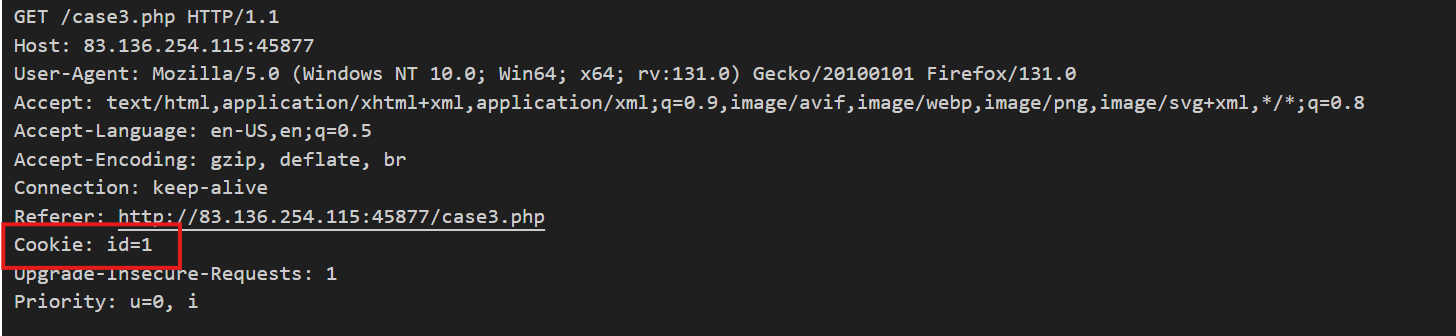 GET /case3.php HTTP/1.1
Host: 83.136.254.115:45877
User-Agent: Mozilla/5.0 (Windows NT 10.0; Win64; x64; rv:131.0) Gecko/20100101 Firefox/131.0
Accept: text/html,application/xhtml+xml,application/xml;q=0.9,image/avif,image/webp,image/png,image/svg+xml,*/*;q=0.8
Accept-Language: en-US,en;q=0.5
Accept-Encoding: gzip, deflate, br
Connection: keep-alive
Referer: http://83.136.254.115:45877/case3.php
Cookie: id=1
Upgrade-Insecure-Requests: 1
Priority: u=0, i